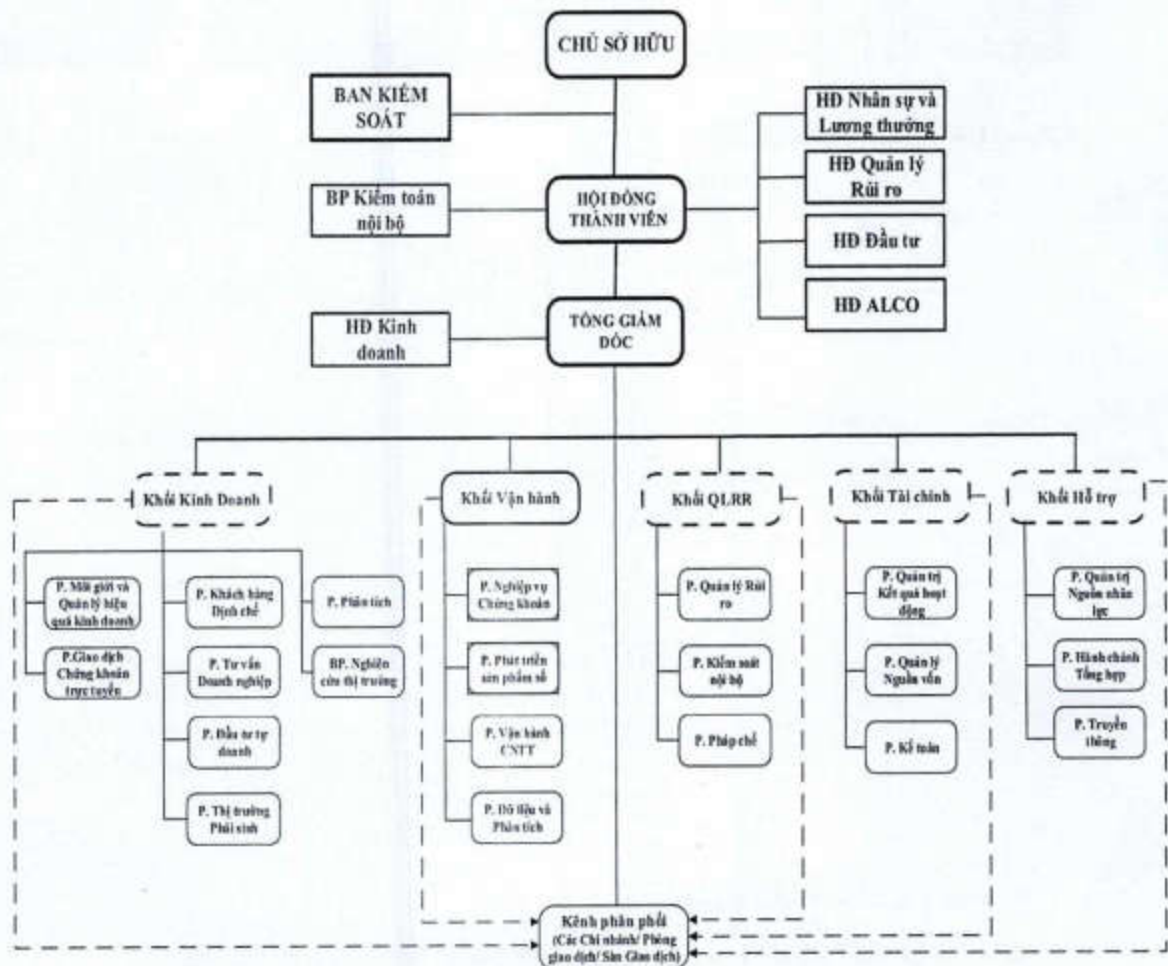 CHỦ SỞ HỮU
BAN KIỂM
SOÁT
HĐ Nhân sự và
Lương thưởng
HĐ Quản lý
Rủi ro
BP Kiểm toán
nội bộ
HỘI ĐỒNG
THÀNH VIÊN
HĐ Đầu tư
HĐ ALCO
HĐ Kinh
doanh
TỔNG GIÁM
ĐỐC
Khối Kinh Doanh
Khối Vận hành
Khối QLRR
Khối Tài chính
Khối Hỗ trợ
P. Môi giới và
Quản lý hiệu
quả kinh doanh
P.Giao dịch
Chứng khoán
trực tuyến
P. Khách hàng
Định chế
P. Tư vấn
Doanh nghiệp
P. Đầu tư tự
doanh
P. Thị trường
Phái sinh
P. Phân tích
BP. Nghiên
cứu thị trường
P. Nghiệp vụ
Chứng khoán
P. Phát triển
sản phẩm số
P. Vận hành
CNTT
P. Dữ liệu và
Phân tích
P. Quản lý Rủi
ro
P. Kiểm soát
nội bộ
P. Pháp chế
P. Quản trị
Kết quả hoạt
động
P. Quản lý
Nguồn vốn
P. Kế toán
P. Quản trị
Nguồn nhân
lực
P. Hành chánh
Tổng hợp
P. Truyền
thông
Kênh phân phối
(Các Chi nhánh/ Phòng
giao dịch/ Sàn Giao dịch)